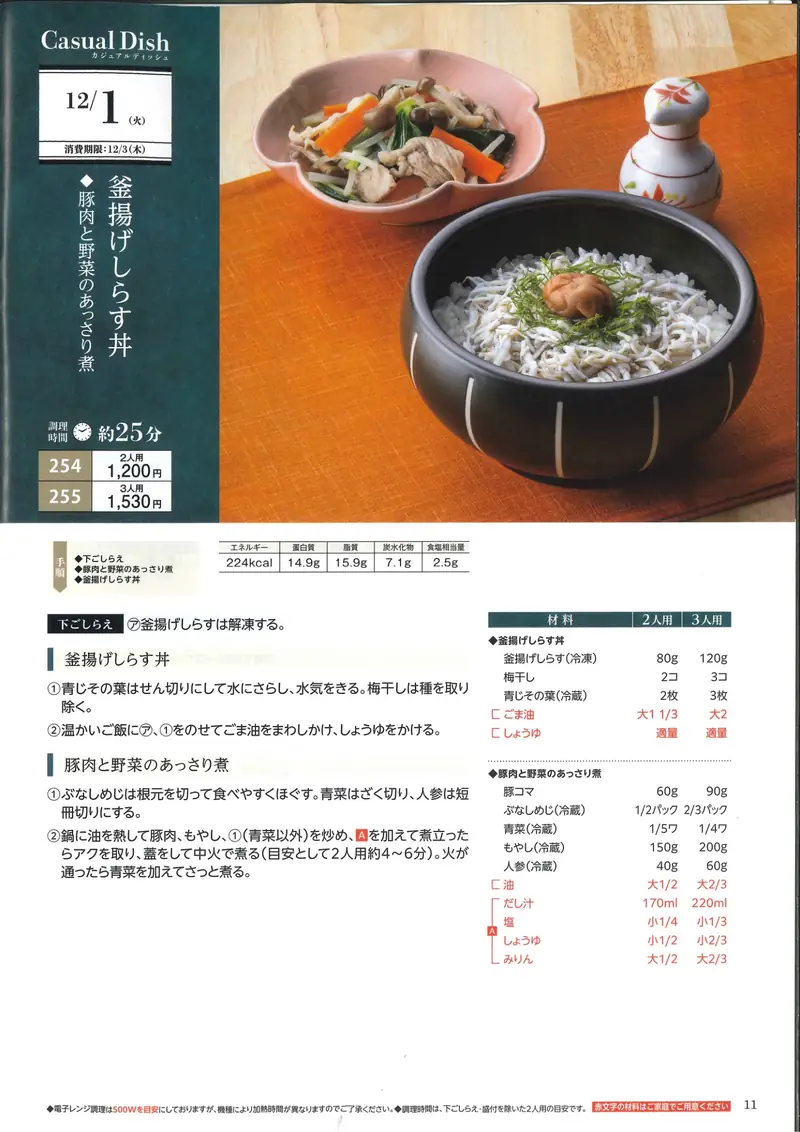 Casual Dish
カジュアルディッシュ
12/1(火)
消費期限:12/3(木)
釜揚げしらす丼
◆豚肉と野菜のあっさり煮
調理時間 約25分
254 2人用 1,200円
255 3人用 1,530円
手順
◆下ごしらえ
◆豚肉と野菜のあっさり煮
◆釜揚げしらす丼
エネルギー 蛋白質 脂質 炭水化物 食塩相当量
224kcal 14.9g 15.9g 7.1g 2.5g
下ごしらえ ㋐釜揚げしらすは解凍する。
釜揚げしらす丼
①青じその葉はせん切りにして水にさらし、水気をきる。梅干しは種を取り
除く。
②温かいご飯に㋐、①をのせてごま油をまわしかけ、しょうゆをかける。
豚肉と野菜のあっさり煮
①ぶなしめじは根元を切って食べやすくほぐす。青菜はざく切り、人参は短
冊切りにする。
②鍋に油を熱して豚肉、もやし、①(青菜以外)を炒め、Aを加えて煮立った
らアクを取り、蓋をして中火で煮る(目安として2人用約4~6分)。火が
通ったら青菜を加えてさっと煮る。
材料 2人用 3人用
◆釜揚げしらす丼
釜揚げしらす(冷凍) 80g 120g
梅干し 2コ 3コ
青じその葉(冷蔵) 2枚 3枚
ごま油 大1 1/3 大2
しょうゆ 適量 適量
◆豚肉と野菜のあっさり煮
豚コマ 60g 90g
ぶなしめじ(冷蔵) 1/2パック 2/3パック
青菜(冷蔵) 1/5ワ 1/4ワ
もやし(冷蔵) 150g 200g
人参(冷蔵) 40g 60g
油 大1/2 大2/3
A
だし汁 170ml 220ml
塩 小1/4 小1/3
しょうゆ 小1/2 小2/3
みりん 大1/2 大2/3
◆電子レンジ調理は500Wを目安にしておりますが、機種により加熱時間が異なりますのでご了承ください。◆調理時間は、下ごしらえ・盛付を除いた2人用の目安です。 赤文字の材料はご家庭でご用意ください 11